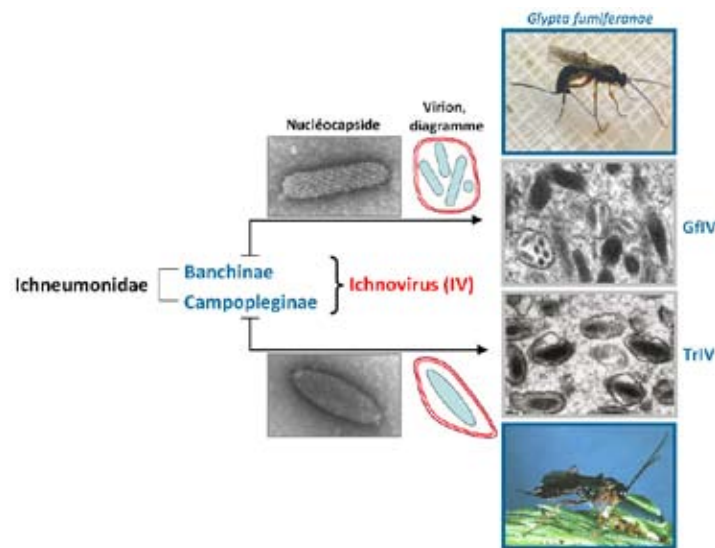 Glypta fumiferanae
Nucléocapside
Virion,
diagramme
GfIV
Ichneumonidae
Banchinae
Campopleginae
Ichnovirus (IV)
TrIV